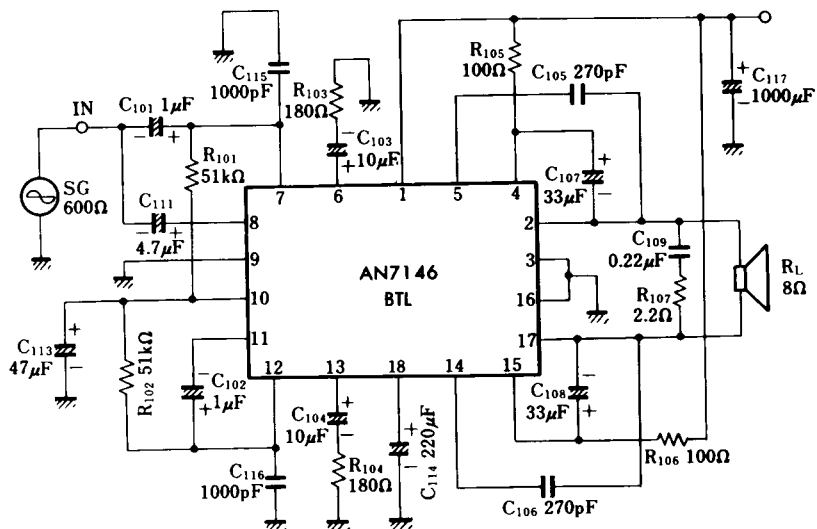 R105
100Ω
C105 270pF
C115
1000pF
R103
180Ω
+
C117
1000μF
-
IN
C101 1μF
-
+
-
C103
10μF
+
+
C107
33μF
-
R101
51kΩ
SG
600Ω
C111
-
+
4.7μF
7
6
1
5
4
8
9
10
11
2
3
16
17
AN7146
BTL
C109
0.22μF
R107
2.2Ω
RL
8Ω
12
13
18
14
15
+
C113
47μF
-
R102 51kΩ
-
C102
+
1μF
+
C104
-
10μF
R104
180Ω
+
-
C114 220μF
-
C108
33μF
+
C116
1000pF
R106 100Ω
C106 270pF